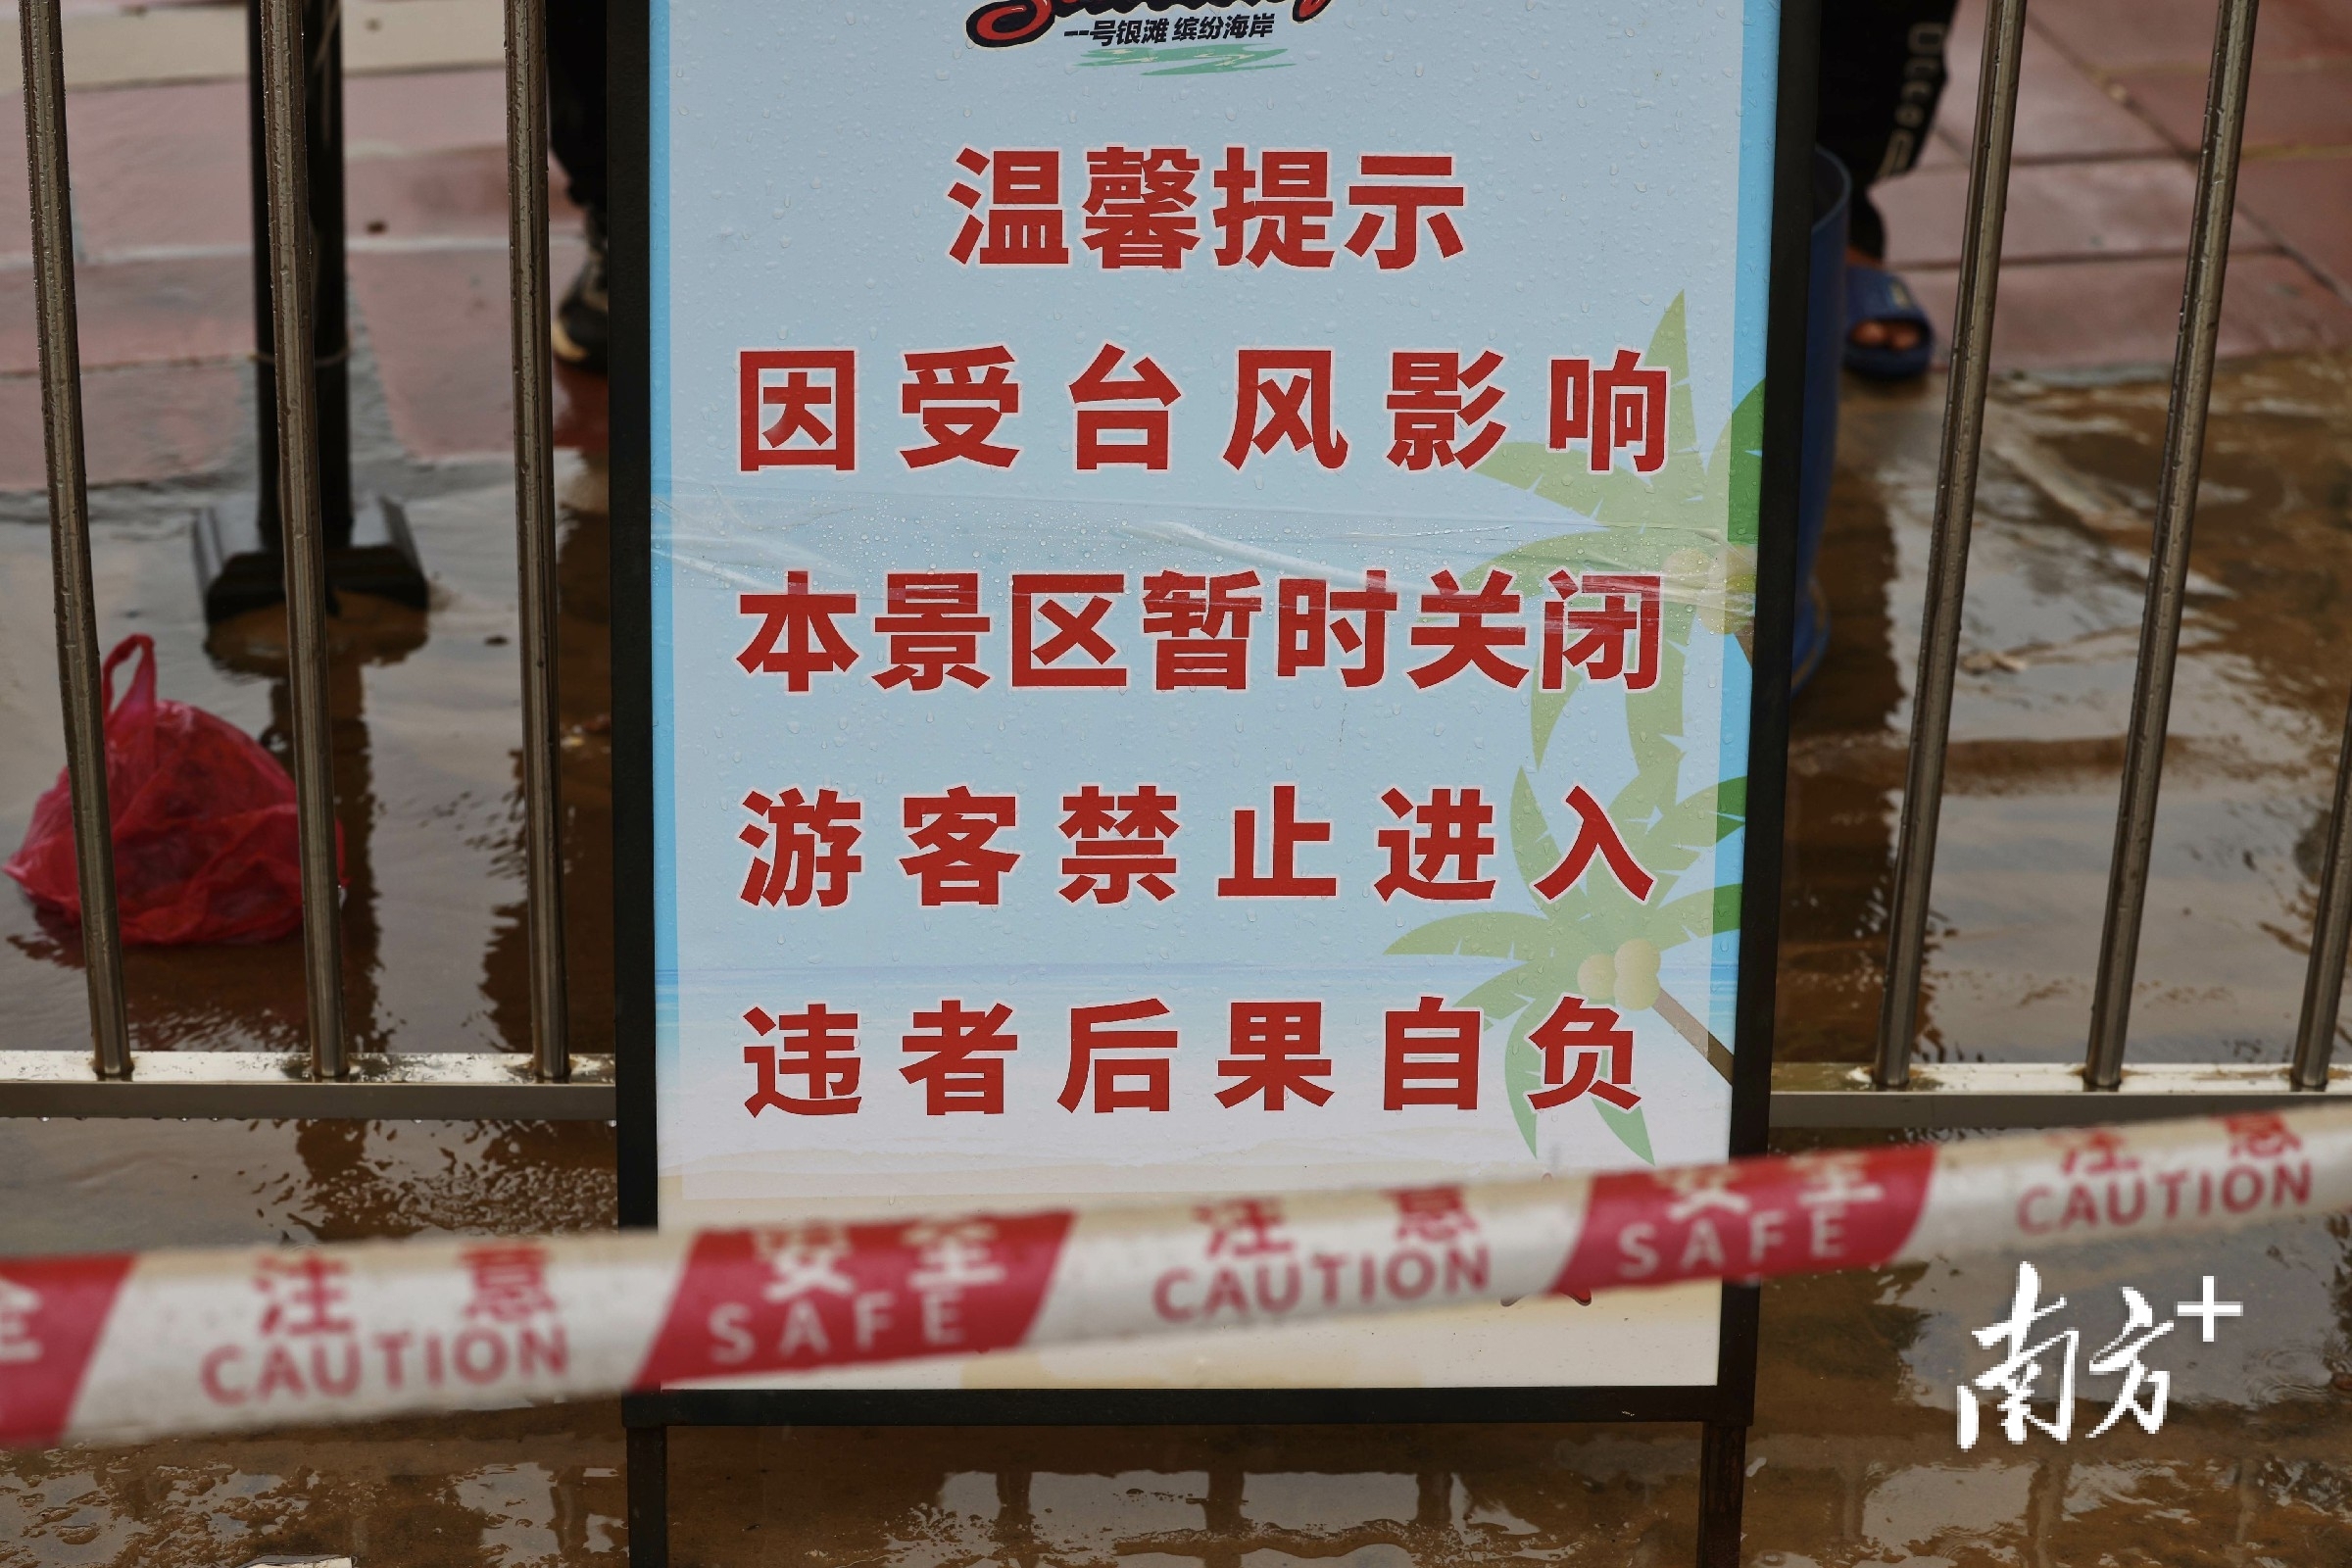 一号银滩 缤纷海岸
温馨提示
因受台风影响
本景区暂时关闭
游客禁止进入
违者后果自负
注意 安全 注意 安全 注意
CAUTION SAFE CAUTION SAFE CAUTION
南方+